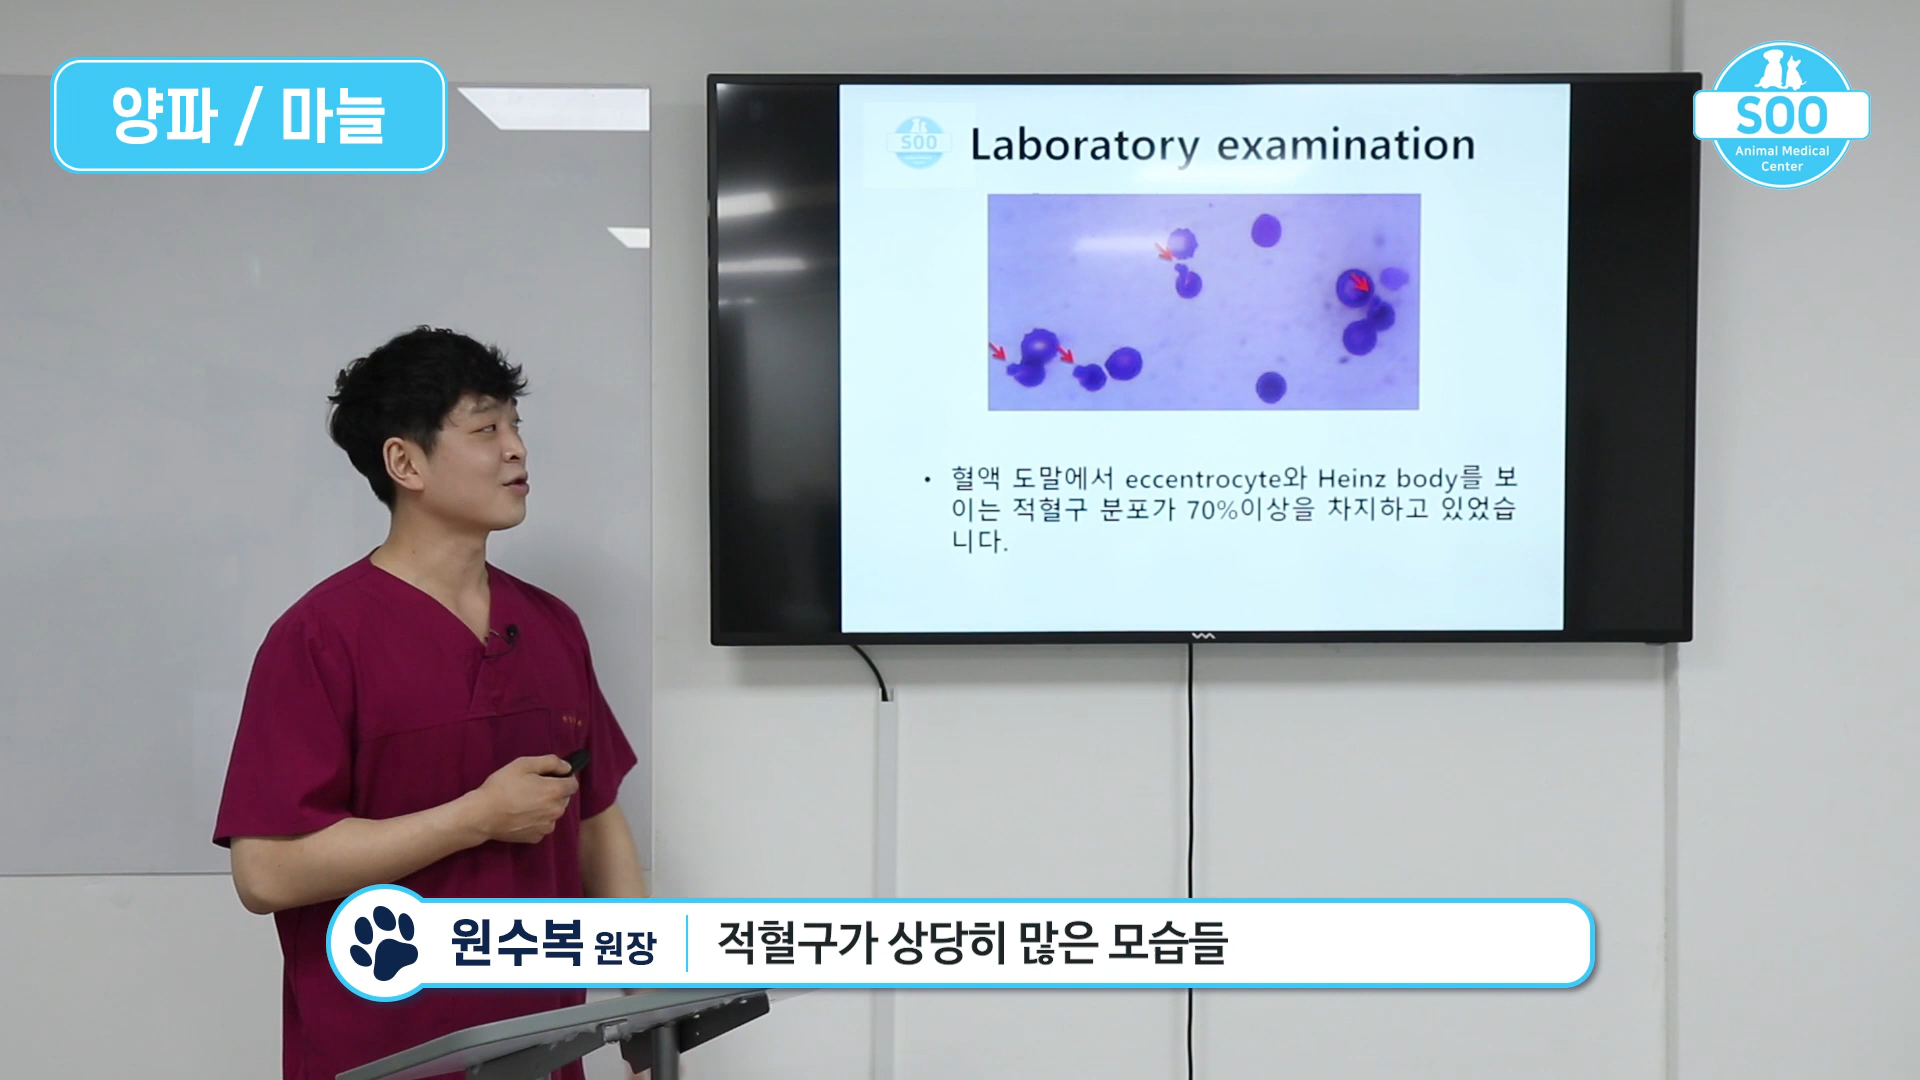 양파 / 마늘
SOO
Animal Medical
Center
SOO
Laboratory examination
• 혈액 도말에서 eccentrocyte와 Heinz body를 보
이는 적혈구 분포가 70%이상을 차지하고 있었습
니다.
원수복 원장
적혈구가 상당히 많은 모습들